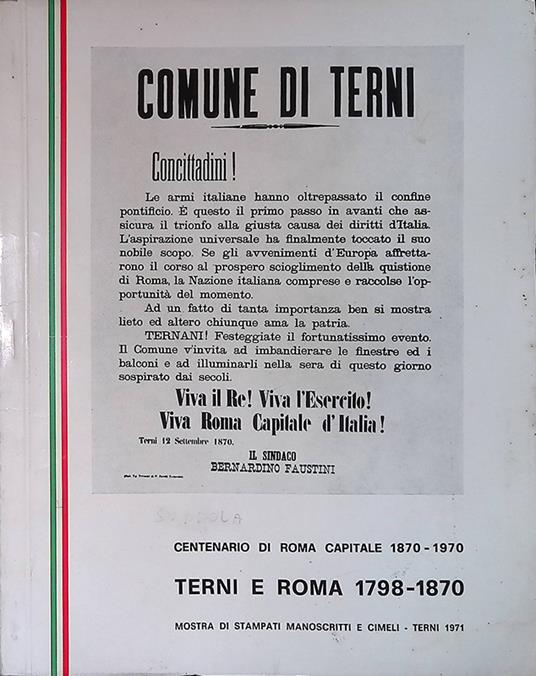 COMUNE DI TERNI
Concittadini!
Le armi italiane hanno oltrepassato il confine
pontificio. È questo il primo passo in avanti che as-
sicura il trionfo alla giusta causa dei diritti d'Italia.
L'aspirazione universale ha finalmente toccato il suo
nobile scopo. Se gli avvenimenti d'Europa affretta-
rono il corso al prospero scioglimento della quistione
di Roma, la Nazione italiana comprese e raccolse l'op-
portunità del momento.
Ad un fatto di tanta importanza ben si mostra
lieto ed altero chiunque ama la patria.
TERNANI! Festeggiate il fortunatissimo evento.
Il Comune v'invita ad imbandierare le finestre ed i
balconi e ad illuminarli nella sera di questo giorno
sospirato dai secoli.
Viva il Re! Viva l'Esercito!
Viva Roma Capitale d'Italia!
Terni 12 Settembre 1870.
IL SINDACO
BERNARDINO FAUSTINI
CENTENARIO DI ROMA CAPITALE 1870-1970
TERNI E ROMA 1798-1870
MOSTRA DI STAMPATI MANOSCRITTI E CIMELI - TERNI 1971